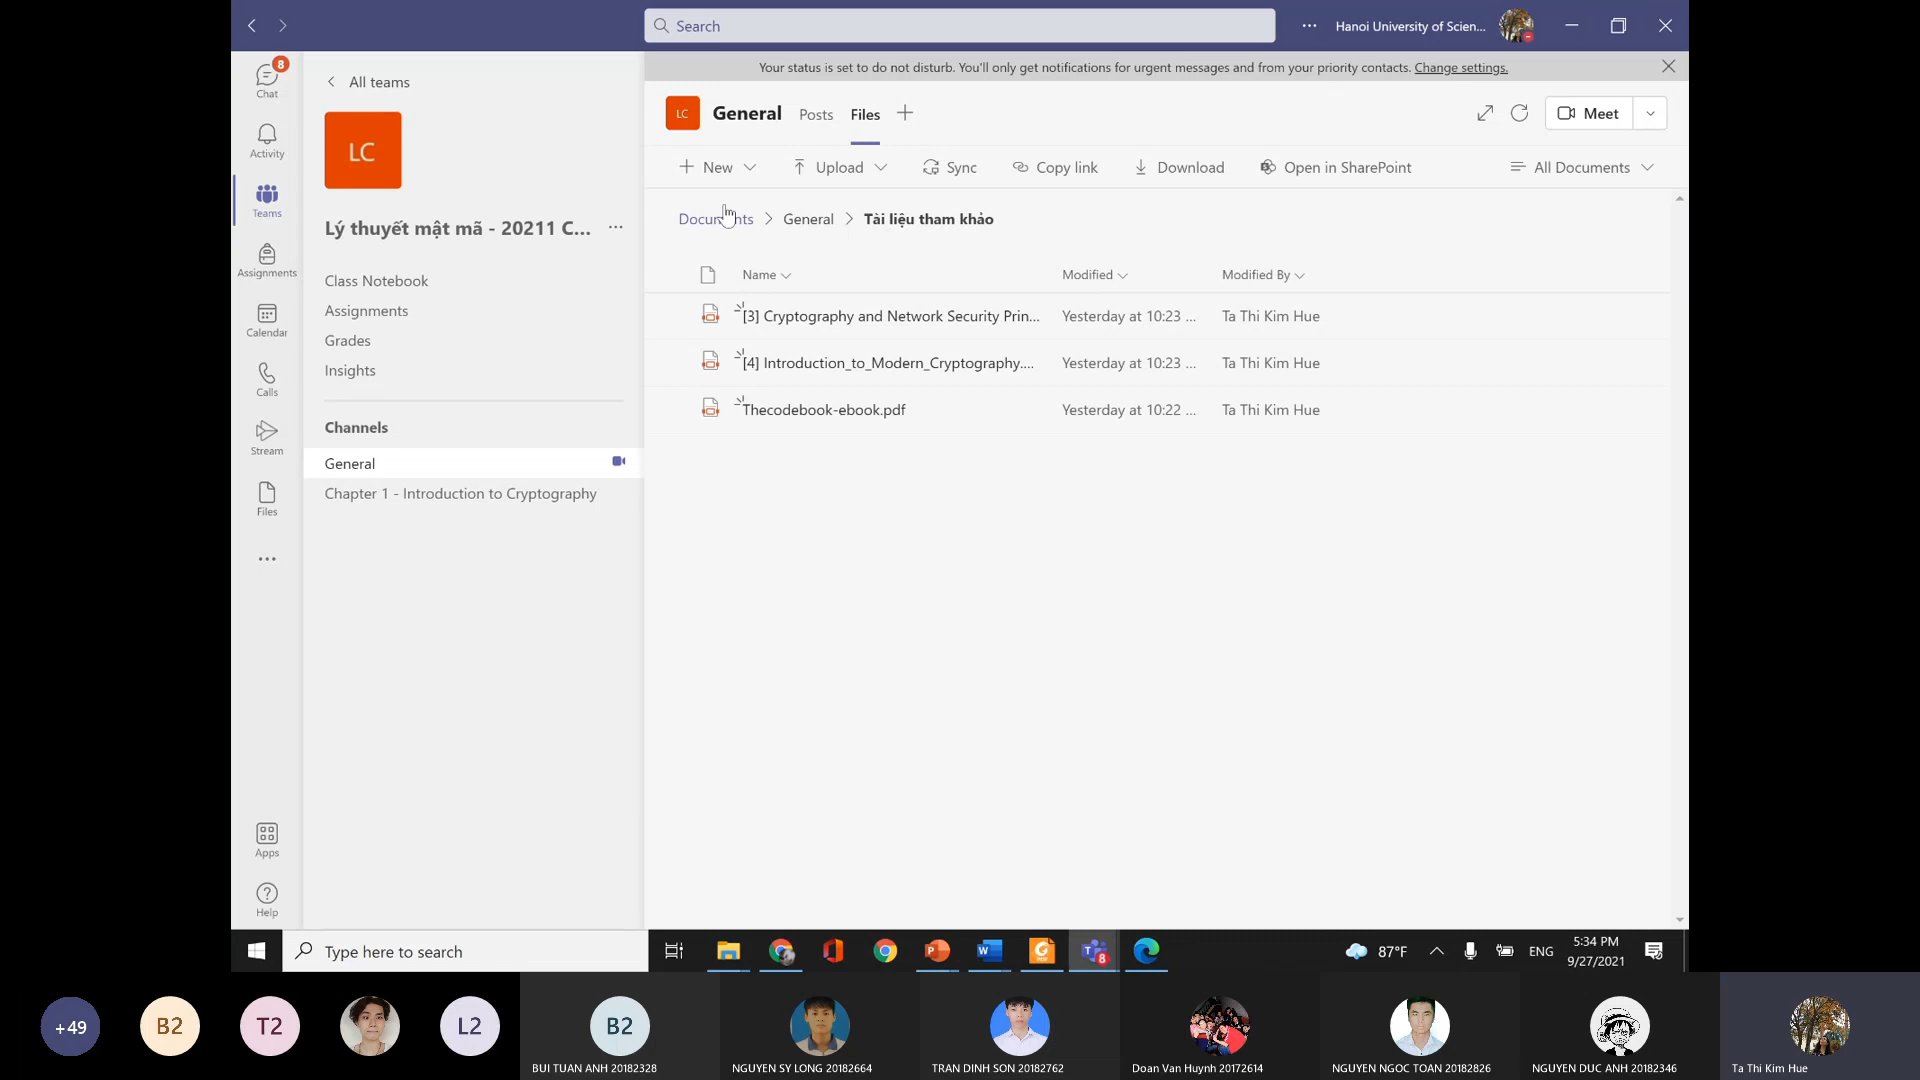 Search
Hanoi University of Scien...
8
Chat
Activity
Teams
Assignments
Calendar
Calls
Stream
Files
Apps
Help
All teams
LC
Lý thuyết mật mã - 20211 C...
Class Notebook
Assignments
Grades
Insights
Channels
General
Chapter 1 - Introduction to Cryptography
Your status is set to do not disturb. You'll only get notifications for urgent messages and from your priority contacts. Change settings.
LC General Posts Files
Meet
New Upload Sync Copy link Download Open in SharePoint All Documents
Documents > General > Tài liệu tham khảo
Name Modified Modified By
[3] Cryptography and Network Security Prin... Yesterday at 10:23 ... Ta Thi Kim Hue
[4] Introduction_to_Modern_Cryptography.... Yesterday at 10:23 ... Ta Thi Kim Hue
Thecodebook-ebook.pdf Yesterday at 10:22 ... Ta Thi Kim Hue
Type here to search
8
87°F
ENG
5:34 PM
9/27/2021
+49
B2
T2
L2
B2
BUI TUAN ANH 20182328
NGUYEN SY LONG 20182664
TRAN DINH SON 20182762
Doan Van Huynh 20172614
NGUYEN NGOC TOAN 20182826
NGUYEN DUC ANH 20182346
Ta Thi Kim Hue